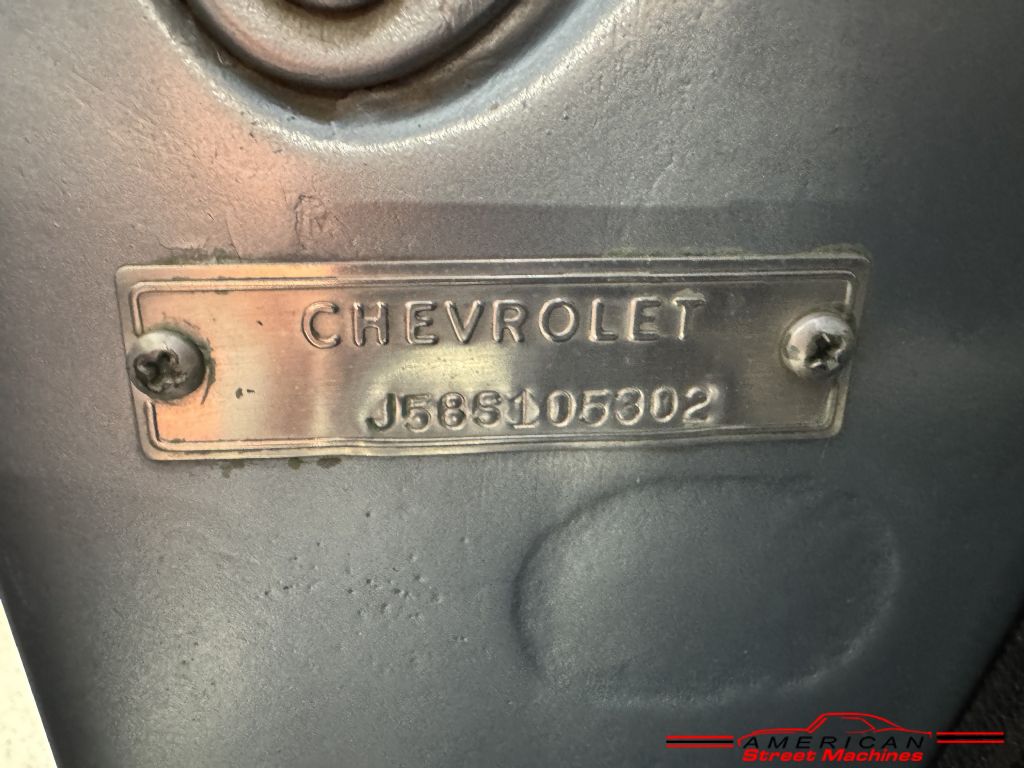 CHEVROLET
J58S105302
AMERICAN
Street Machines